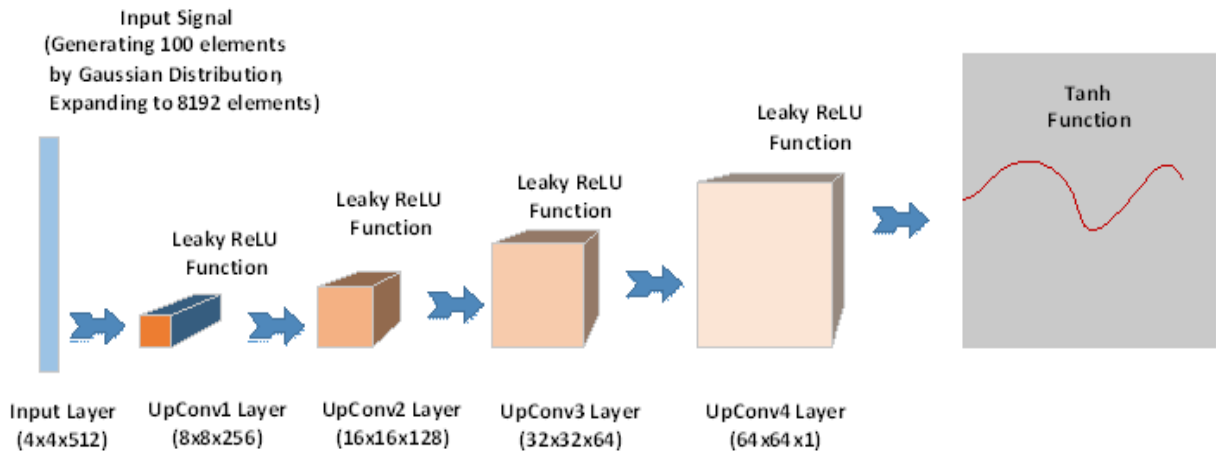 Input Signal
(Generating 100 elements
by Gaussian Distribution,
Expanding to 8192 elements)
Leaky ReLU
Function
Leaky ReLU
Function
Leaky ReLU
Function
Leaky ReLU
Function
Tanh
Function
Input Layer
(4x4x512)
UpConv1 Layer
(8x8x256)
UpConv2 Layer
(16x16x128)
UpConv3 Layer
(32x32x64)
UpConv4 Layer
(64x64x1)